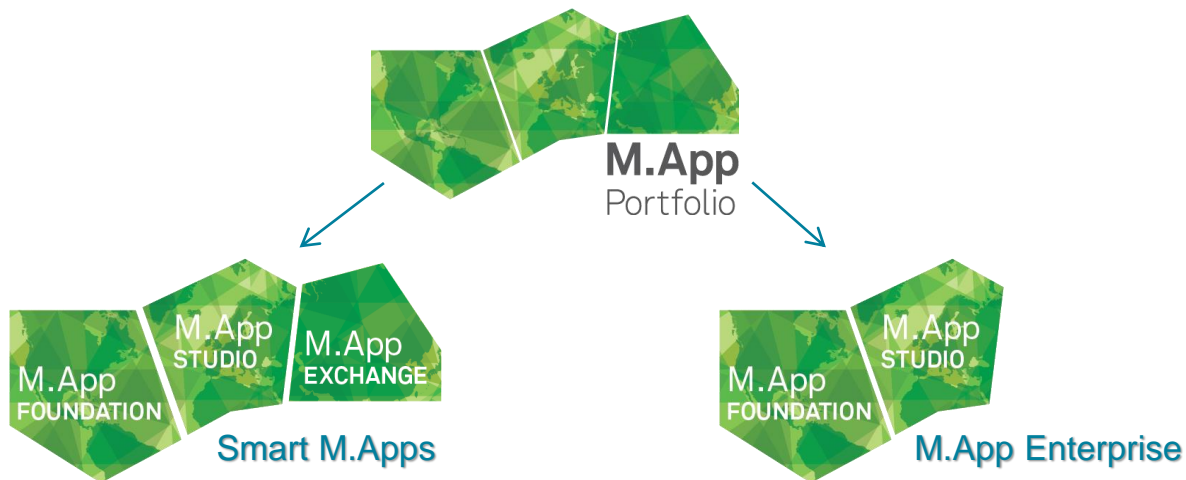 M.App
Portfolio
M.App
FOUNDATION
M.App
STUDIO
M.App
EXCHANGE
Smart M.Apps
M.App
FOUNDATION
M.App
STUDIO
M.App Enterprise